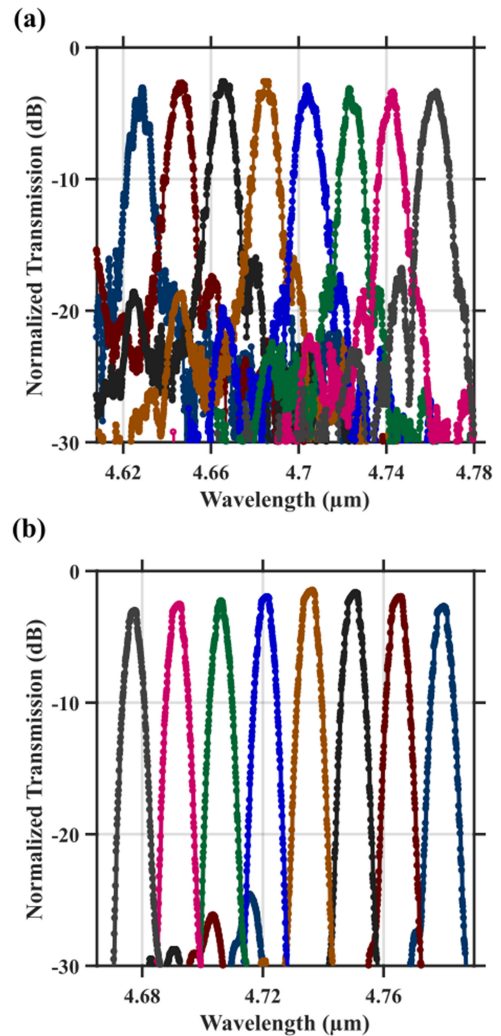 (a)
0
-10
-20
-30
Normalized Transmission (dB)
4.62 4.66 4.7 4.74 4.78
Wavelength (μm)
(b)
0
-10
-20
-30
Normalized Transmission (dB)
4.68 4.72 4.76
Wavelength (μm)